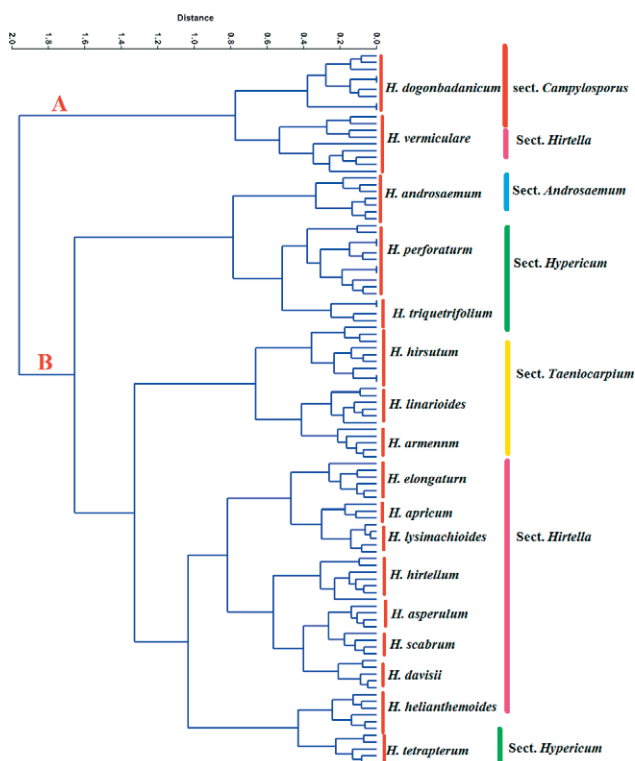 Distance
2.0 1.8 1.6 1.4 1.2 1.0 0.8 0.6 0.4 0.2 0.0
A
H. dogonbadanicum
sect. Campylosporus
H. vermiculare
Sect. Hirtella
H. androsaemum
Sect. Androsaemum
H. perforaturm
Sect. Hypericum
H. triquetrifolium
B
H. hirsutum
Sect. Taeniocarpium
H. linarioides
H. armennm
H. elongaturn
H. apricum
H. lysimachioides
Sect. Hirtella
H. hirtellum
H. asperulum
H. scabrum
H. davisii
H. helianthemoides
H. tetrapterum
Sect. Hypericum